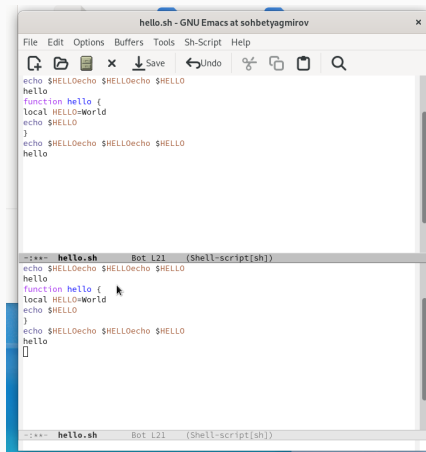 hello.sh - GNU Emacs at sohbetyagmirov
File Edit Options Buffers Tools Sh-Script Help
Save Undo
echo $HELLOecho $HELLOecho $HELLO
hello
function hello {
local HELLO=World
echo $HELLO
}
echo $HELLOecho $HELLOecho $HELLO
hello
-:**- hello.sh Bot L21 (Shell-script[sh])
echo $HELLOecho $HELLOecho $HELLO
hello
function hello {
local HELLO=World
echo $HELLO
}
echo $HELLOecho $HELLOecho $HELLO
hello
-:**- hello.sh Bot L21 (Shell-script[sh])